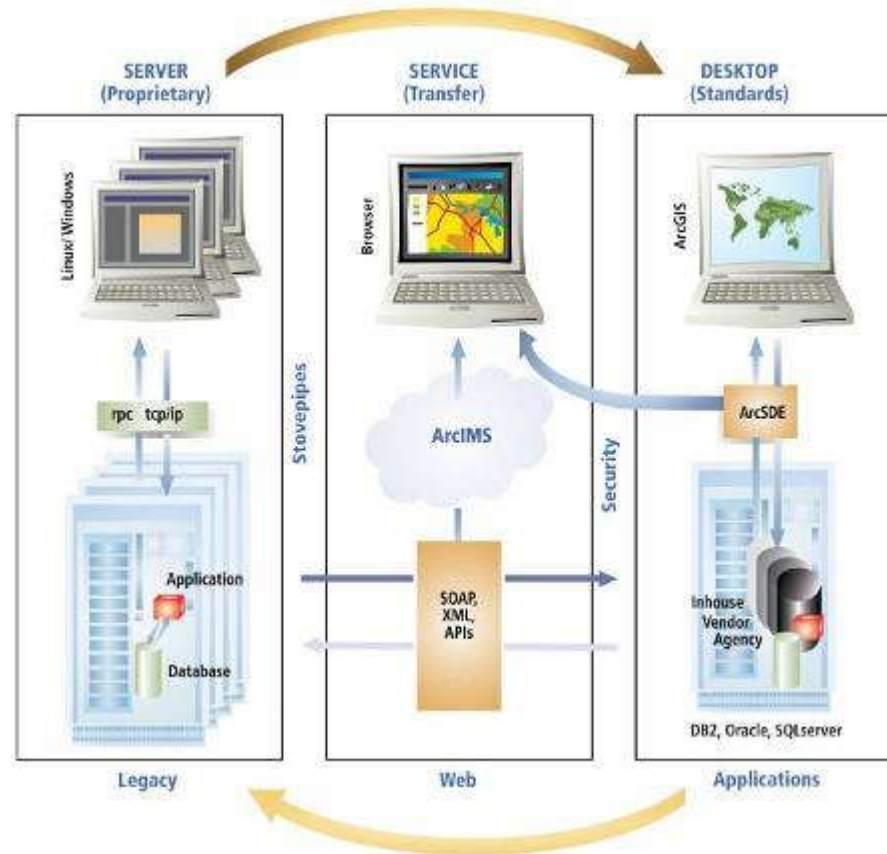 SERVER
(Proprietary)
SERVICE
(Transfer)
DESKTOP
(Standards)
Linux/ Windows
Browser
ArcGIS
rpc tcp/ip
Stovepipes
ArcIMS
Security
ArcSDE
Application
Database
SOAP,
XML,
APIs
Inhouse
Vendor
Agency
DB2, Oracle, SQLserver
Legacy
Web
Applications